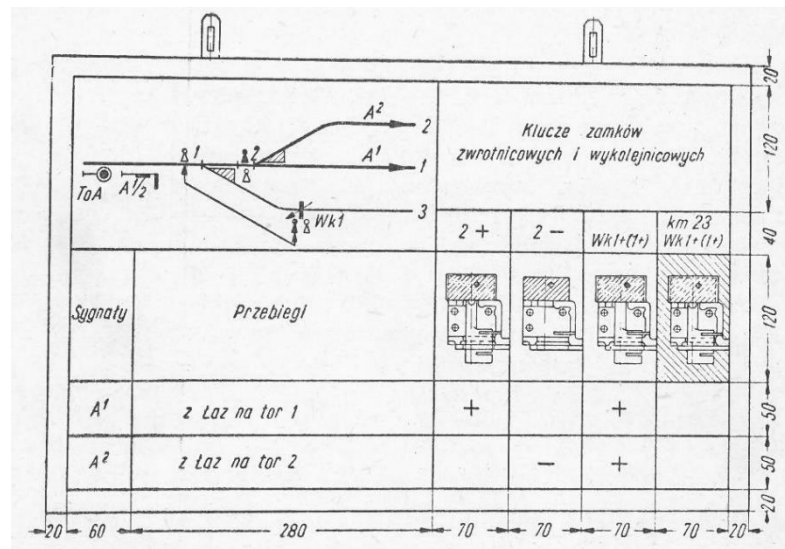 A²
2
1
2
A¹
1
ToA
A1/2
3
Wk1
Klucze zamków
zwrotnicowych i wykolejnicowych
2+
2-
Wk1+(1+)
km 23
Wk1+(1+)
Sygnały
Przebiegi
A¹
z Łaz na tor 1
+
+
A²
z Łaz na tor 2
-
+
20
120
40
120
50
50
20
20
60
280
70
70
70
70
20